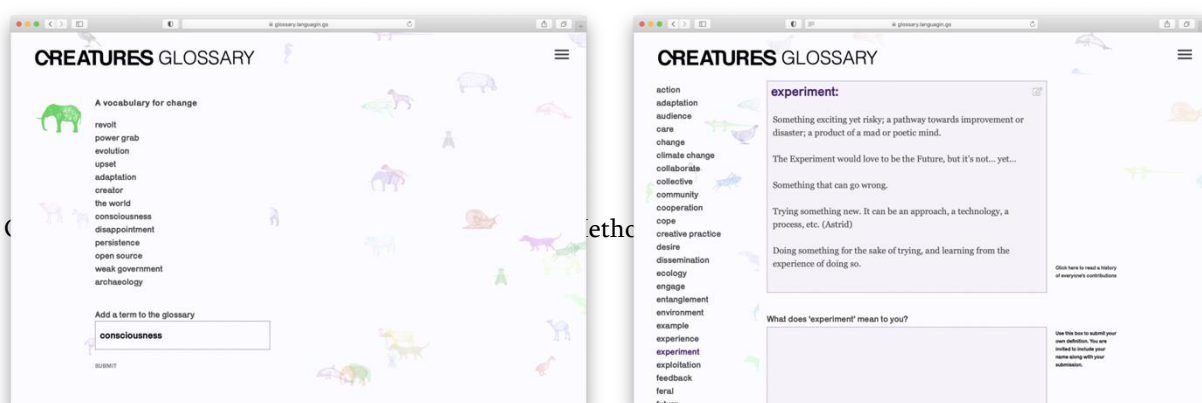 glossary.languagin.ga
CREATURES GLOSSARY
A vocabulary for change
revolt
power grab
evolution
upset
adaptation
creator
the world
consciousness
disappointment
persistence
open source
weak government
archaeology
Add a term to the glossary
consciousness
SUBMIT
glossary.languagin.ga
CREATURES GLOSSARY
action
adaptation
audience
care
change
climate change
collaborate
collective
community
cooperation
cope
creative practice
desire
dissemination
ecology
engage
entanglement
environment
example
experience
experiment
exploitation
feedback
feral
future
experiment:
Something exciting yet risky; a pathway towards improvement or
disaster; a product of a mad or poetic mind.
The Experiment would love to be the Future, but it's not... yet...
Something that can go wrong.
Trying something new. It can be an approach, a technology, a
process, etc. (Astrid)
Doing something for the sake of trying, and learning from the
experience of doing so.
Click here to read a history
of everyone's contributions
What does 'experiment' mean to you?
Use this box to submit your
own definition. You are
invited to include your
name along with your
submission.